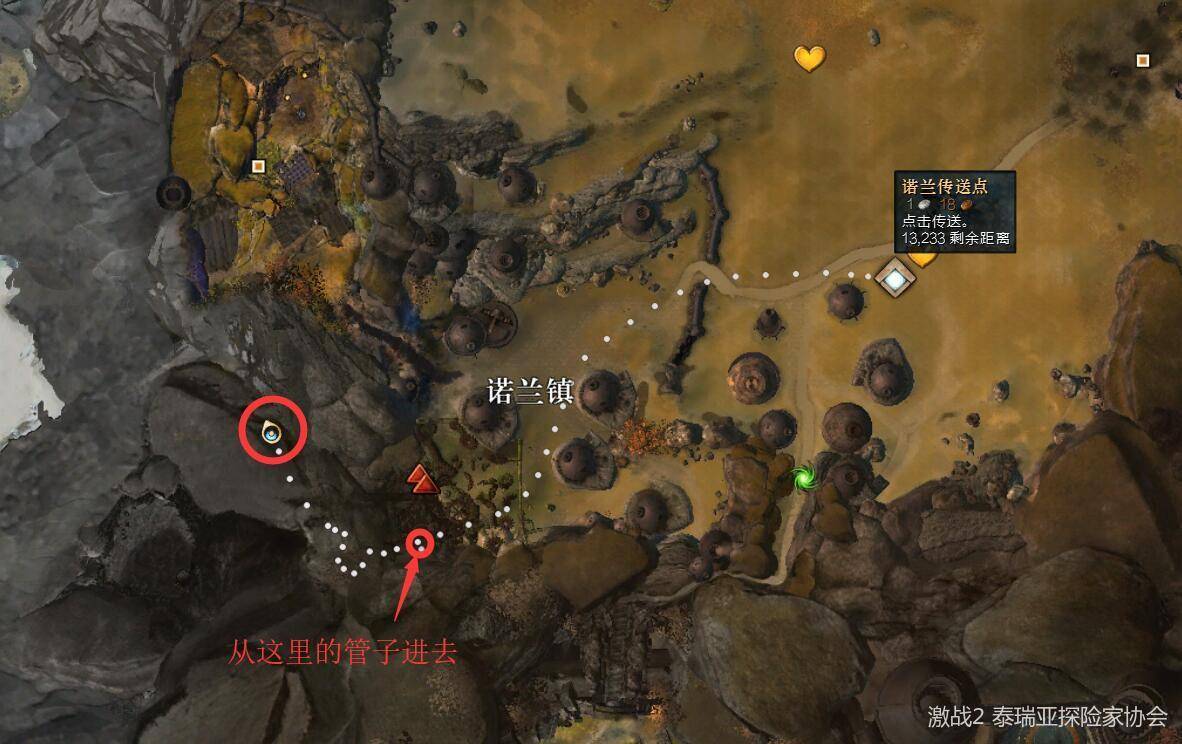 诺兰传送点
1 18
点击传送。
13,233 剩余距离
诺兰镇
从这里的管子进去
激战2 泰瑞亚探险家协会